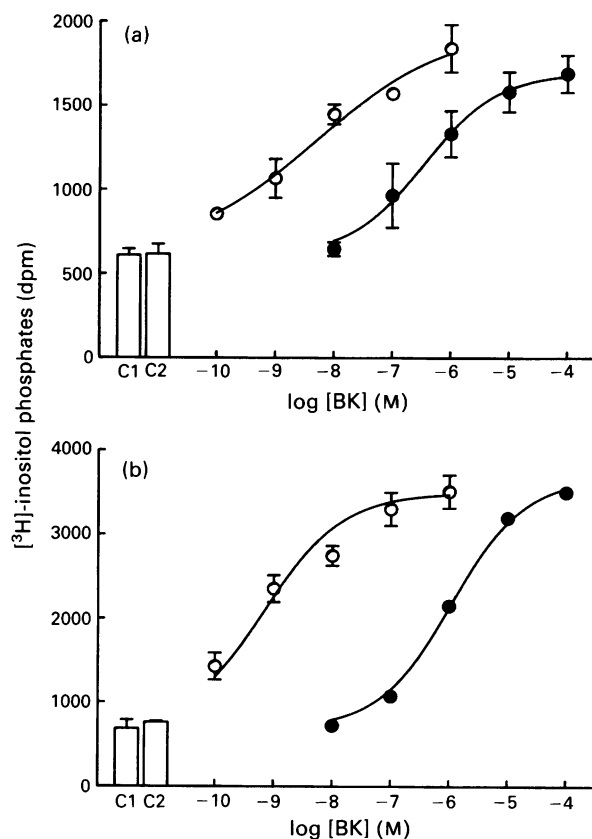 [³H]-inositol phosphates (dpm)
(a)
2000
1500
1000
500
0
C1 C2 −10 −9 −8 −7 −6 −5 −4
log [BK] (M)
(b)
4000
3000
2000
1000
0
C1 C2 −10 −9 −8 −7 −6 −5 −4
log [BK] (M)